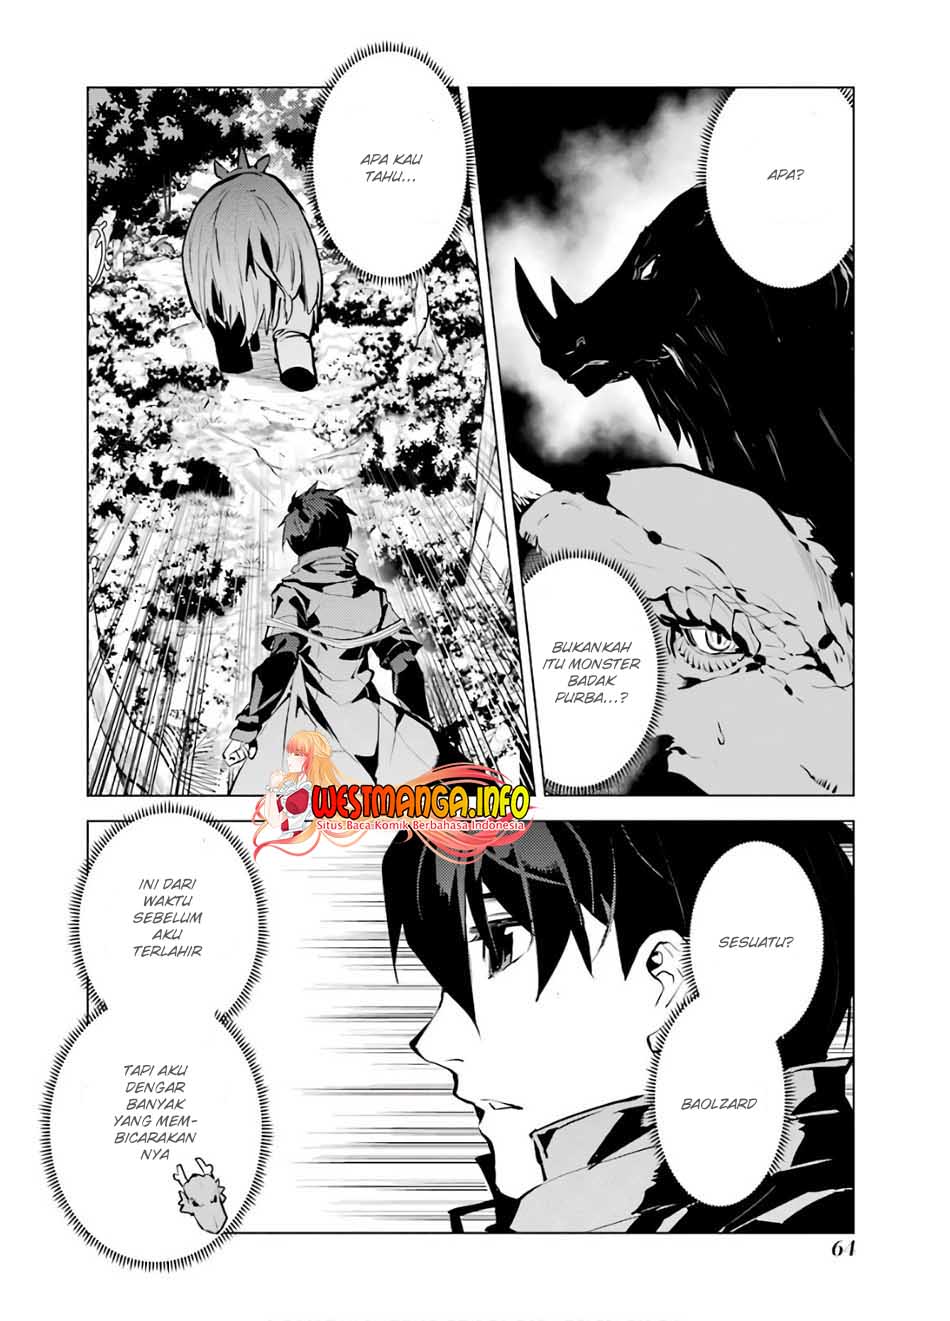 APA?
BUKANKAH
ITU MONSTER
BADAK
PURBA...?
APA KAU
TAHU...
WESTMANGA.INFO
Situs Baca Komik Berbahasa Indonesia
SESUATU?
BAOLZARD
INI DARI
WAKTU
SEBELUM
AKU
TERLAHIR
TAPI AKU
DENGAR
BANYAK
YANG MEM-
BICARAKAN
NYA
64